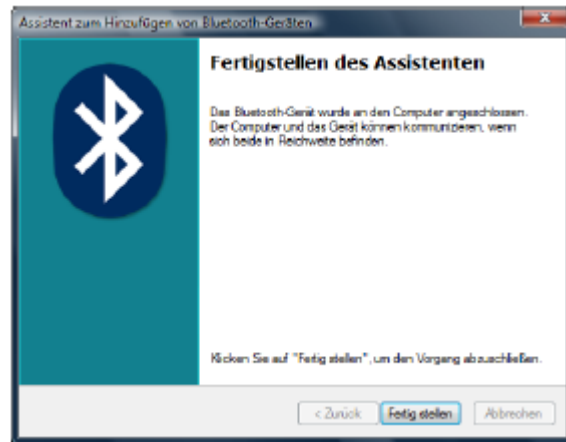 Assistent zum Hinzufügen von Bluetooth-Geräten
Fertigstellen des Assistenten
Das Bluetooth-Gerät wurde an den Computer angeschlossen.
Der Computer und das Gerät können kommunizieren, wenn
sich beide in Reichweite befinden.
Klicken Sie auf "Fertig stellen", um den Vorgang abzuschließen.
< Zurück
Fertig stellen
Abbrechen